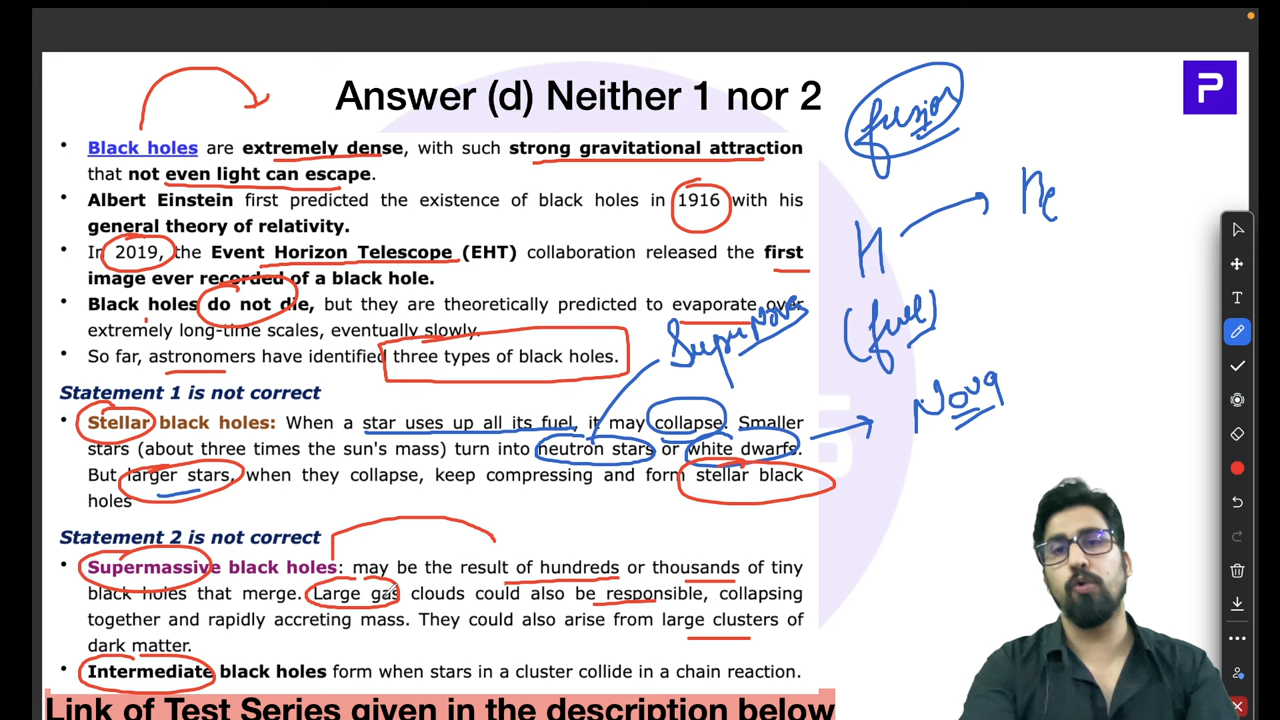 Answer (d) Neither 1 nor 2
• Black holes are extremely dense, with such strong gravitational attraction
that not even light can escape.
• Albert Einstein first predicted the existence of black holes in 1916 with his
general theory of relativity.
• In 2019, the Event Horizon Telescope (EHT) collaboration released the first
image ever recorded of a black hole.
• Black holes do not die, but they are theoretically predicted to evaporate over
extremely long-time scales, eventually slowly.
• So far, astronomers have identified three types of black holes.
Statement 1 is not correct
• Stellar black holes: When a star uses up all its fuel, it may collapse. Smaller
stars (about three times the sun's mass) turn into neutron stars or white dwarfs.
But larger stars, when they collapse, keep compressing and form stellar black
holes
Statement 2 is not correct
• Supermassive black holes: may be the result of hundreds or thousands of tiny
black holes that merge. Large gas clouds could also be responsible, collapsing
together and rapidly accreting mass. They could also arise from large clusters of
dark matter.
• Intermediate black holes form when stars in a cluster collide in a chain reaction.
Link of Test Series given in the description below
fusion
H He
(fuel)
SuperNova
Nova
P
T